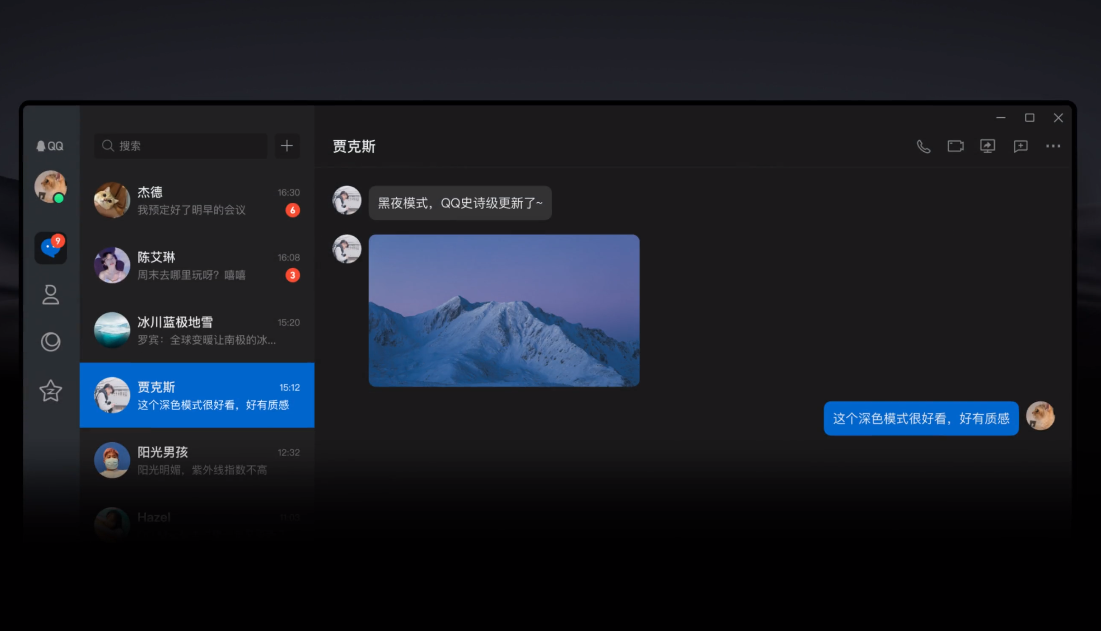 QQ
9
搜索
杰德
16:30
我预定好了明早的会议
6
陈艾琳
16:08
周末去哪里玩呀？嘻嘻
3
冰川蓝极地雪
15:20
罗宾：全球变暖让南极的冰...
贾克斯
15:12
这个深色模式很好看，好有质感
阳光男孩
12:32
阳光明媚，紫外线指数不高
Hazel
贾克斯
黑夜模式，QQ史诗级更新了~
这个深色模式很好看，好有质感